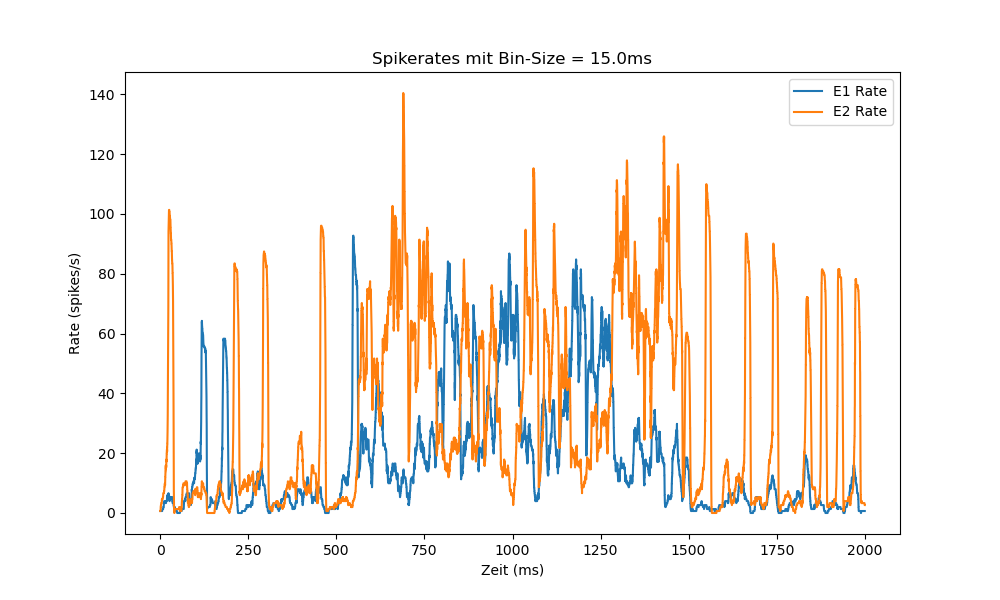 Spikerates mit Bin-Size = 15.0ms
E1 Rate
E2 Rate
140
120
100
80
60
40
20
0
Rate (spikes/s)
0 250 500 750 1000 1250 1500 1750 2000
Zeit (ms)